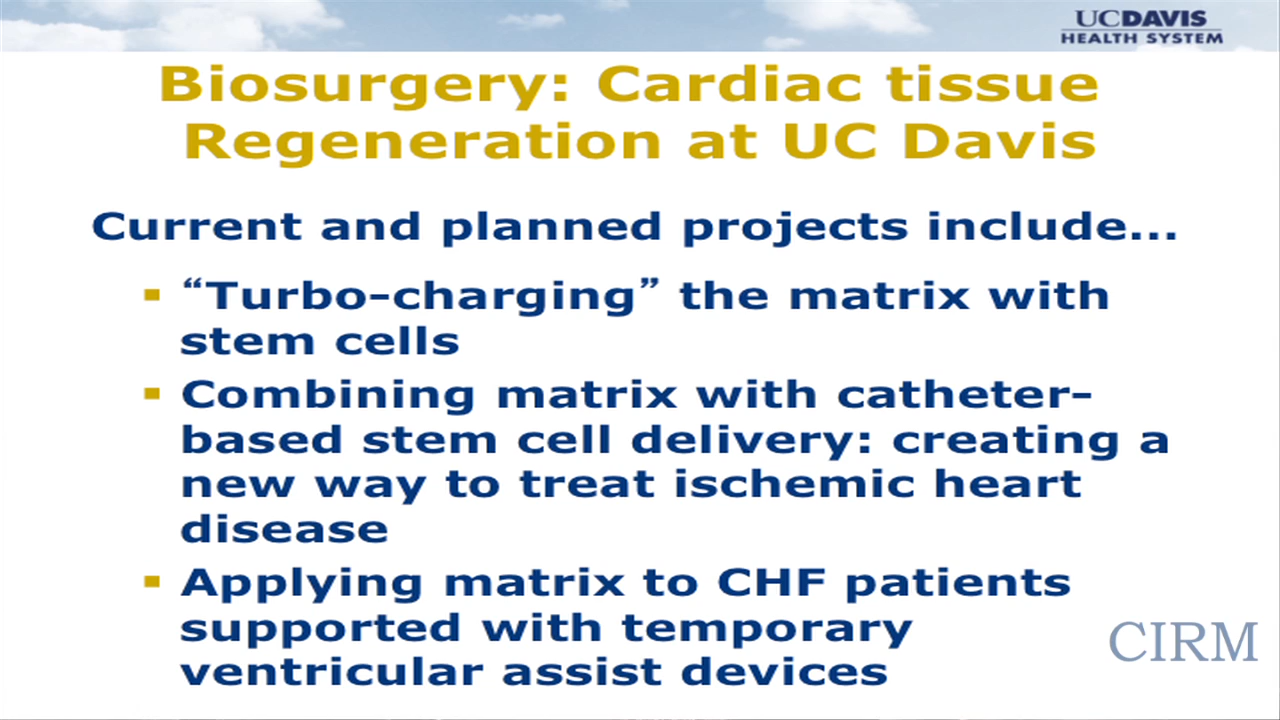 UCDAVIS
HEALTH SYSTEM
Biosurgery: Cardiac tissue
Regeneration at UC Davis
Current and planned projects include...
▪ “Turbo-charging” the matrix with
stem cells
▪ Combining matrix with catheter-
based stem cell delivery: creating a
new way to treat ischemic heart
disease
▪ Applying matrix to CHF patients
supported with temporary
ventricular assist devices
CIRM